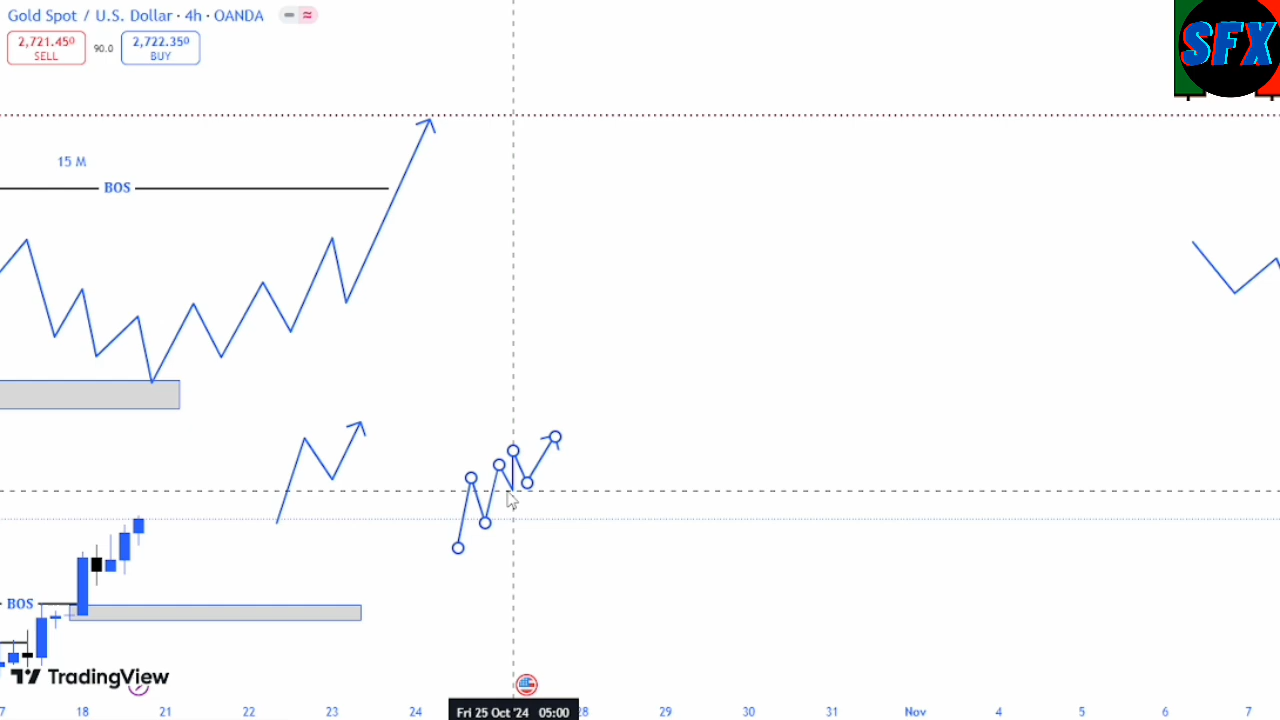 Gold Spot / U.S. Dollar · 4h · OANDA
2,721.450
SELL
90.0
2,722.350
BUY
SFX
15 M
BOS
BOS
TradingView
7 18 21 22 23 24 Fri 25 Oct '24 05:00 28 29 30 31 Nov 4 5 6 7